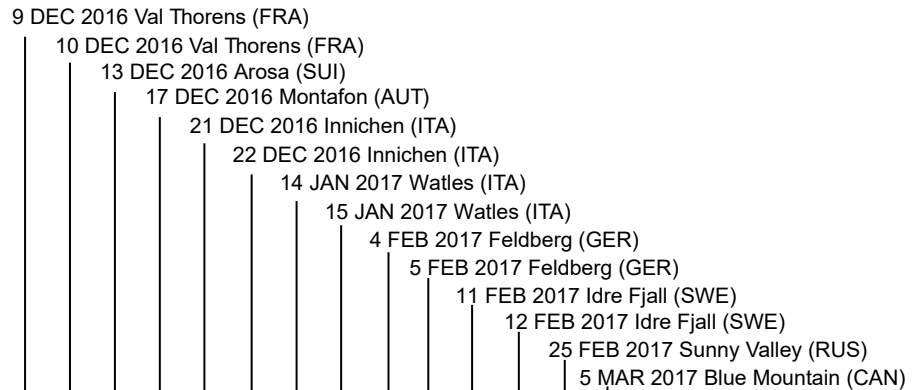 9 DEC 2016 Val Thorens (FRA)
10 DEC 2016 Val Thorens (FRA)
13 DEC 2016 Arosa (SUI)
17 DEC 2016 Montafon (AUT)
21 DEC 2016 Innichen (ITA)
22 DEC 2016 Innichen (ITA)
14 JAN 2017 Watles (ITA)
15 JAN 2017 Watles (ITA)
4 FEB 2017 Feldberg (GER)
5 FEB 2017 Feldberg (GER)
11 FEB 2017 Idre Fjall (SWE)
12 FEB 2017 Idre Fjall (SWE)
25 FEB 2017 Sunny Valley (RUS)
5 MAR 2017 Blue Mountain (CAN)